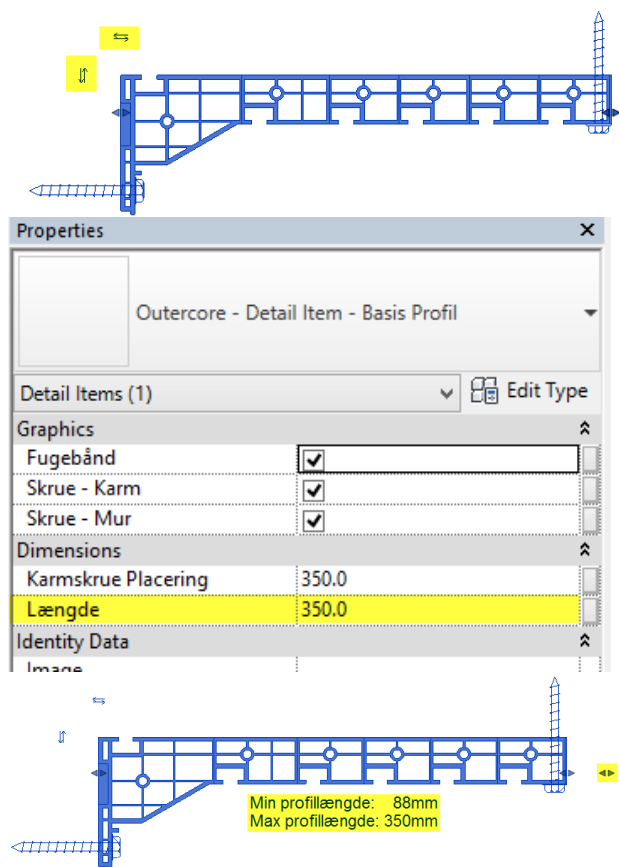 Properties
Outercore - Detail Item - Basis Profil
Detail Items (1)
Edit Type
Graphics
Fugebånd
Skrue - Karm
Skrue - Mur
Dimensions
Karmskrue Placering 350.0
Længde 350.0
Identity Data
Image
Min profillængde: 88mm
Max profillængde: 350mm